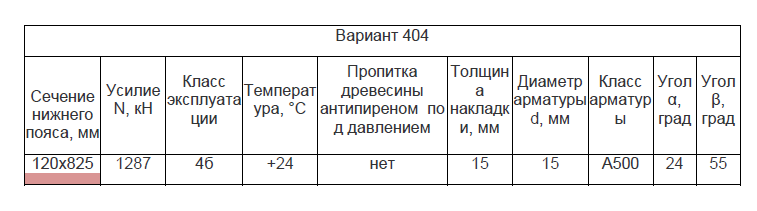 Вариант 404
Сечение нижнего пояса, мм
Усилие N, кН
Класс эксплуата ции
Температ ура, °С
Пропитка древесины антипиреном по д давлением
Толщин а накладк и, мм
Диаметр арматуры d, мм
Класс арматур ы
Угол α, град
Угол β, град
120x825 1287 4б +24 нет 15 15 А500 24 55